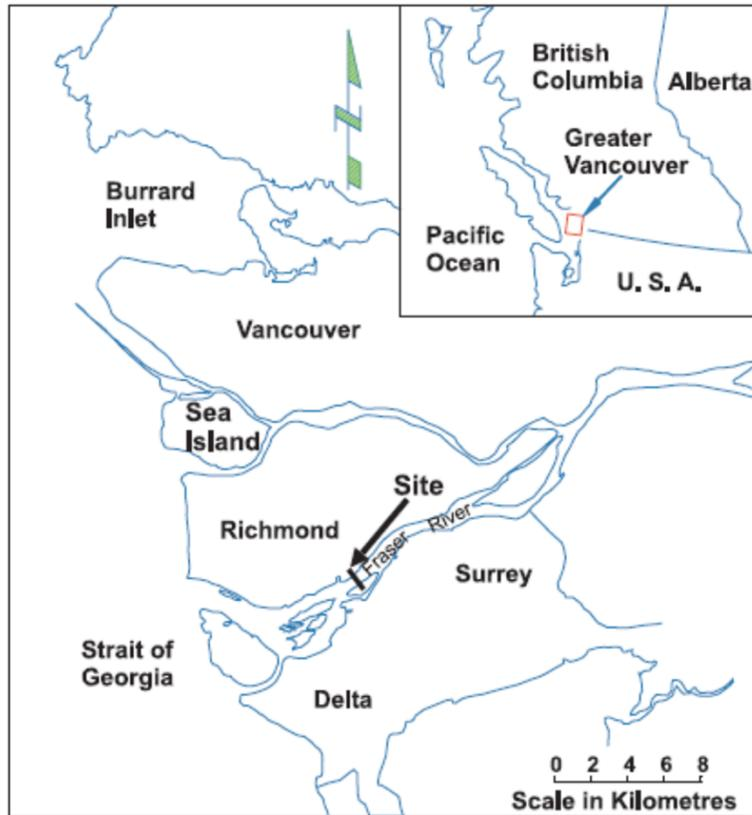 British
Columbia
Alberta
Greater
Vancouver
Pacific
Ocean
U. S. A.
N
Burrard
Inlet
Vancouver
Sea
Island
Site
Richmond
Fraser River
Surrey
Strait of
Georgia
Delta
0 2 4 6 8
Scale in Kilometres